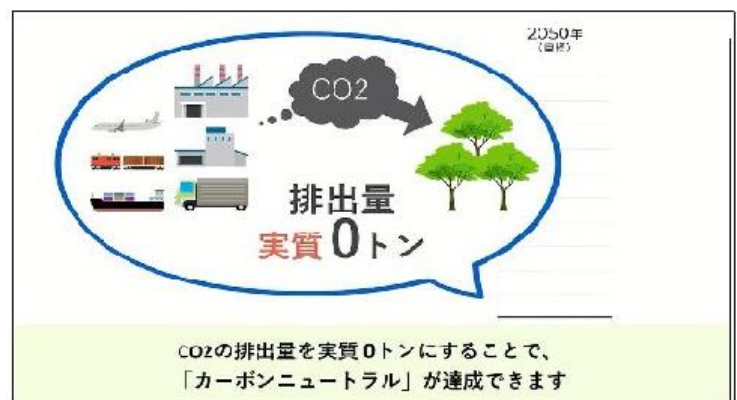 2050年
(目標)
CO2
排出量
実質0トン
CO2の排出量を実質0トンにすることで、
「カーボンニュートラル」が達成できます